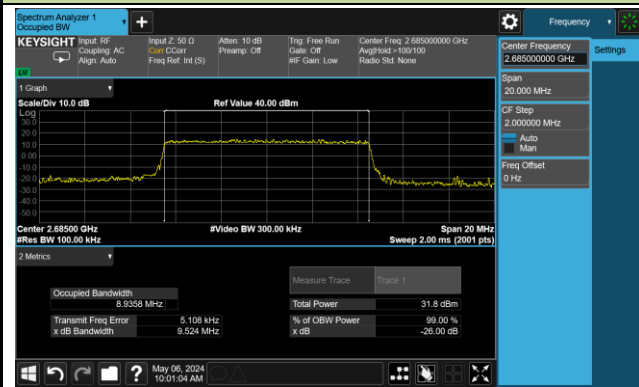 Spectrum Analyzer 1
Occupied BW
Frequency
KEYSIGHT
Input: RF
Coupling: AC
Align: Auto
Input Z: 50 Ω
Corr CCorr
Freq Ref: Int (S)
Atten: 10 dB
Preamp: Off
Trig: Free Run
Gate: Off
#IF Gain: Low
Center Freq: 2.685000000 GHz
Avg|Hold:>100/100
Radio Std: None
Center Frequency
2.685000000 GHz
Settings
Span
20.000 MHz
CF Step
2.000000 MHz
Auto
Man
Freq Offset
0 Hz
1 Graph
Scale/Div 10.0 dB
Ref Value 40.00 dBm
Log
30.0
20.0
10.0
0.00
-10.0
-20.0
-30.0
-40.0
-50.0
Center 2.68500 GHz
#Video BW 300.00 kHz
Span 20 MHz
#Res BW 100.00 kHz
Sweep 2.00 ms (2001 pts)
2 Metrics
Measure Trace
Trace 1
Occupied Bandwidth
8.9358 MHz
Total Power
31.8 dBm
Transmit Freq Error
5.108 kHz
% of OBW Power
99.00 %
x dB Bandwidth
9.524 MHz
x dB
-26.00 dB
May 06, 2024
10:01:04 AM